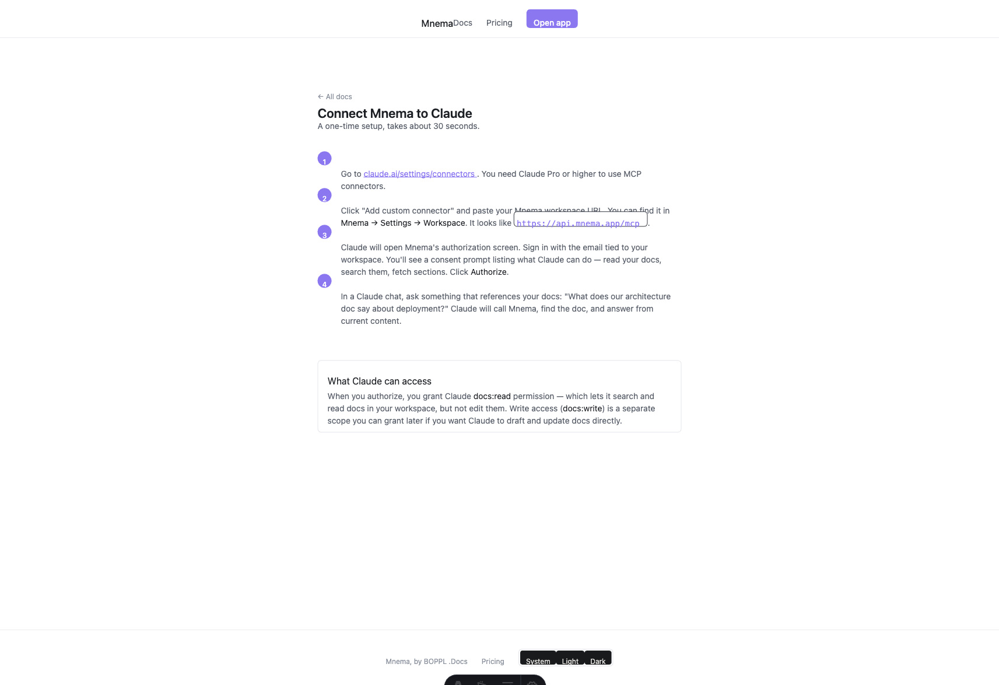 Mnema Docs Pricing Open app
← All docs
Connect Mnema to Claude
A one-time setup, takes about 30 seconds.
1
Go to claude.ai/settings/connectors . You need Claude Pro or higher to use MCP
connectors.
2
Click "Add custom connector" and paste your Mnema workspace URL. You can find it in
Mnema → Settings → Workspace. It looks like https://api.mnema.app/mcp .
3
Claude will open Mnema's authorization screen. Sign in with the email tied to your
workspace. You'll see a consent prompt listing what Claude can do — read your docs,
search them, fetch sections. Click Authorize.
4
In a Claude chat, ask something that references your docs: "What does our architecture
doc say about deployment?" Claude will call Mnema, find the doc, and answer from
current content.
What Claude can access
When you authorize, you grant Claude docs:read permission — which lets it search and
read docs in your workspace, but not edit them. Write access (docs:write) is a separate
scope you can grant later if you want Claude to draft and update docs directly.
Mnema, by BOPPL .Docs Pricing System Light Dark